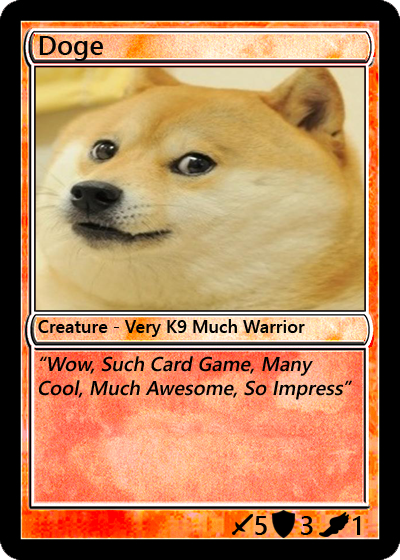 Doge
Creature - Very K9 Much Warrior
“Wow, Such Card Game, Many
Cool, Much Awesome, So Impress”
5 3 1